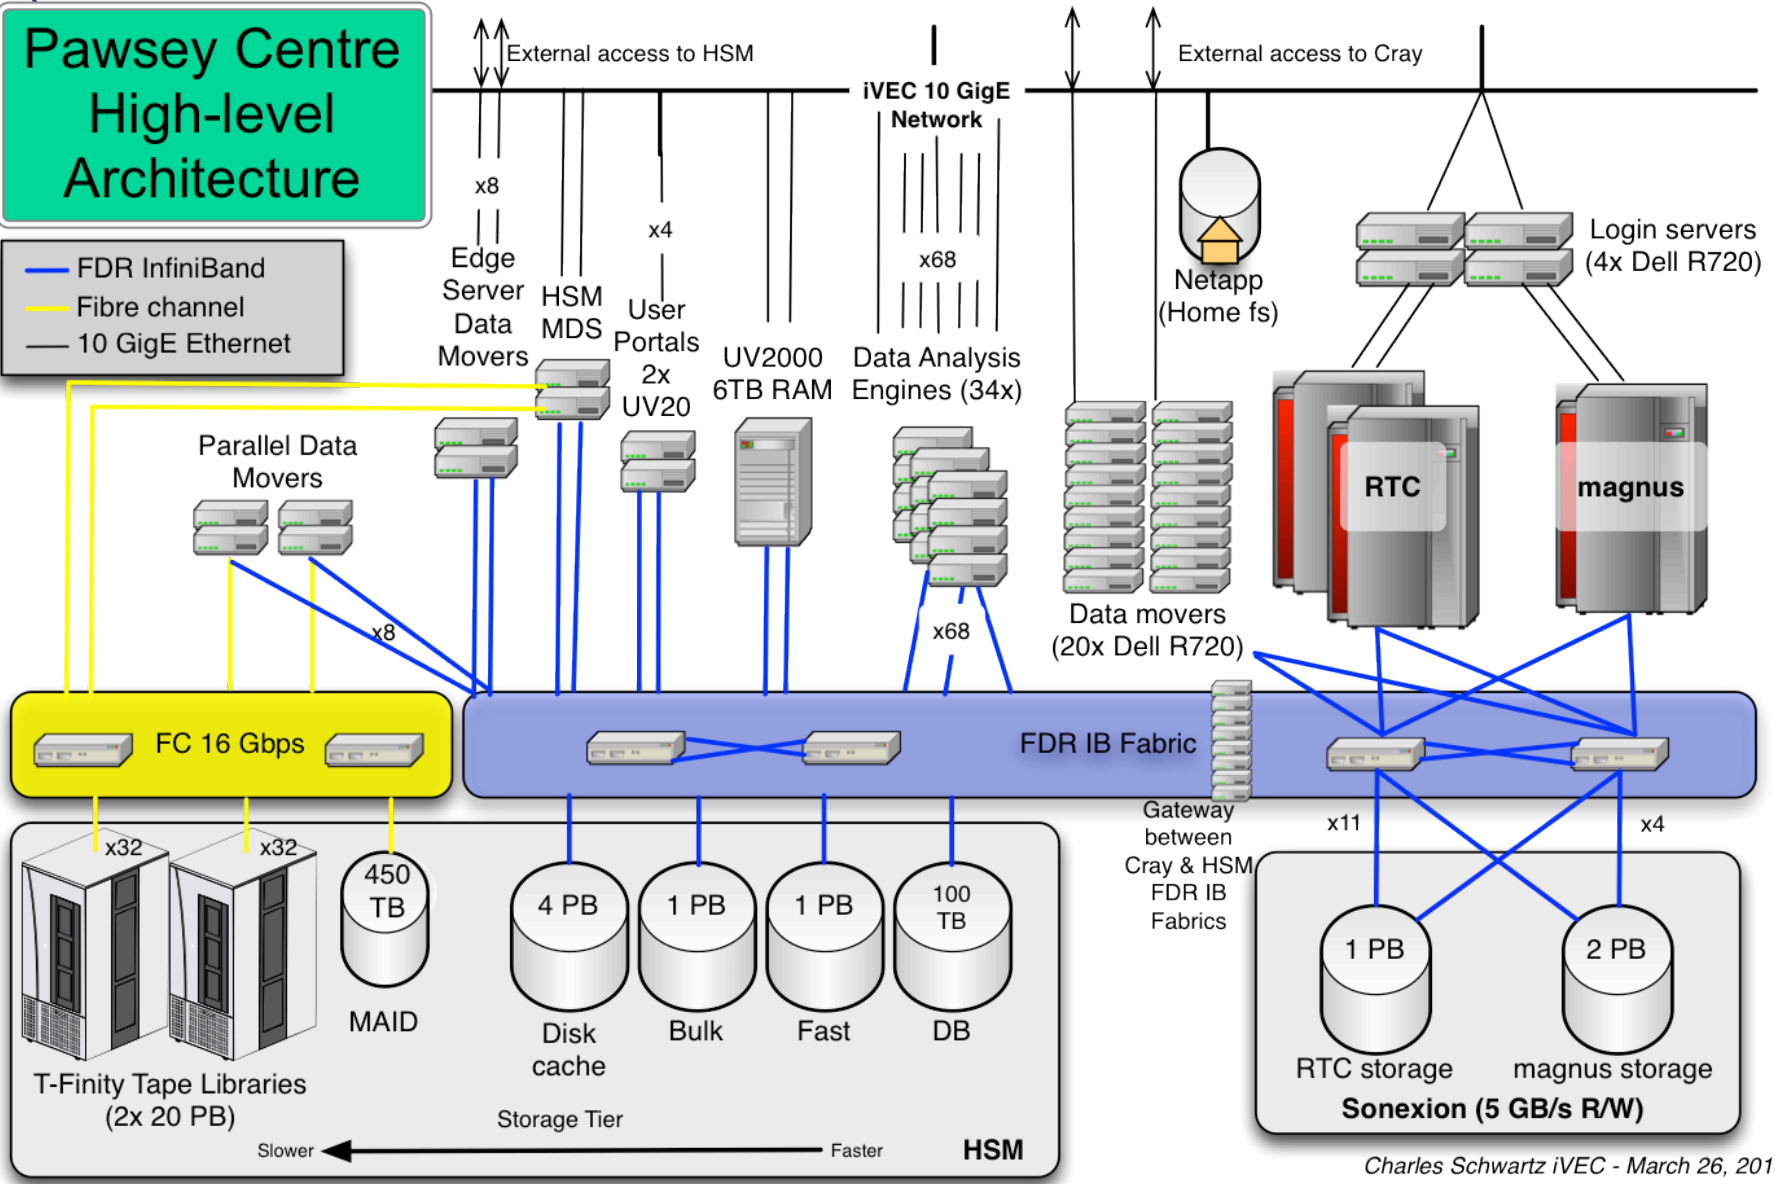 Pawsey Centre
High-level
Architecture
FDR InfiniBand
Fibre channel
10 GigE Ethernet
External access to HSM
iVEC 10 GigE
Network
External access to Cray
x8
x4
x68
Edge
Server
Data
Movers
HSM
MDS
User
Portals
2x
UV20
UV2000
6TB RAM
Data Analysis
Engines (34x)
Netapp
(Home fs)
Login servers
(4x Dell R720)
Parallel Data
Movers
RTC
magnus
x8
x68
Data movers
(20x Dell R720)
FC 16 Gbps
FDR IB Fabric
Gateway
between
Cray & HSM
FDR IB
Fabrics
x11
x4
x32
x32
450
TB
4 PB
1 PB
1 PB
100
TB
1 PB
2 PB
MAID
Disk
cache
Bulk
Fast
DB
RTC storage
magnus storage
T-Finity Tape Libraries
(2x 20 PB)
Sonexion (5 GB/s R/W)
Storage Tier
Slower
Faster
HSM
Charles Schwartz iVEC - March 26, 201